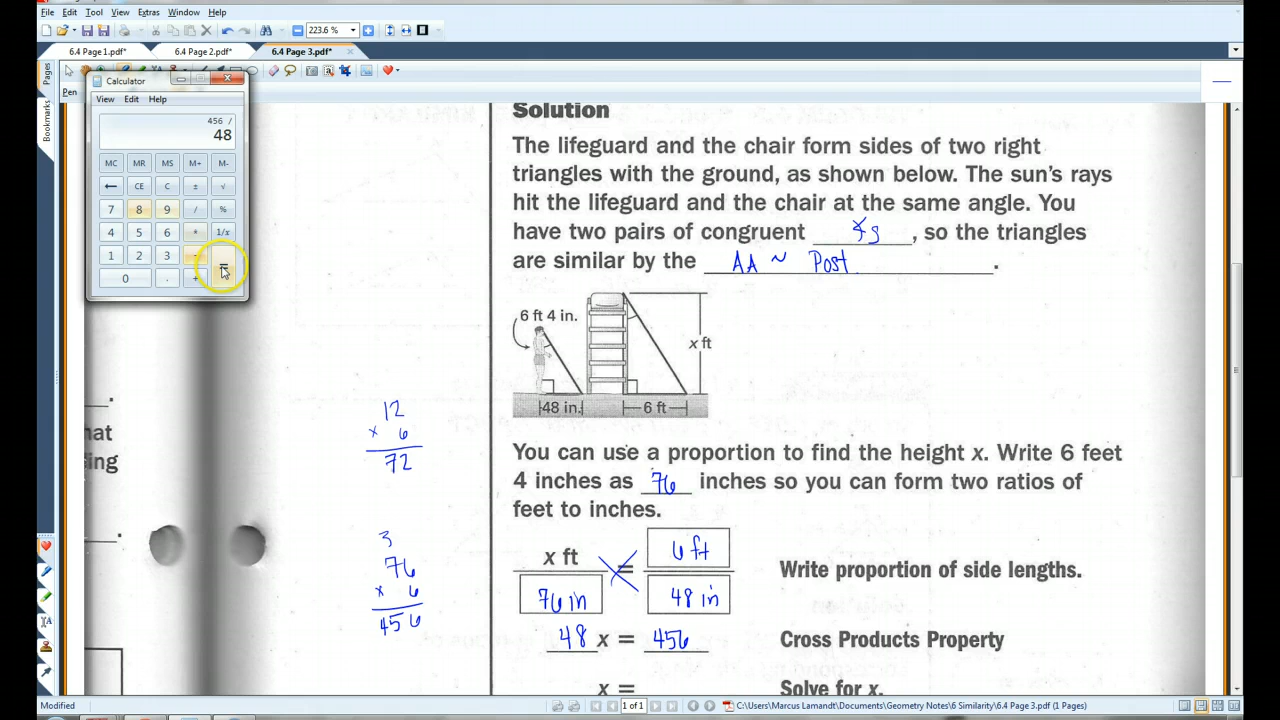 File Edit Tool View Extras Window Help
223.6 %
6.4 Page 1.pdf* 6.4 Page 2.pdf* 6.4 Page 3.pdf*
Pages
Bookmarks
Pen
Calculator
View Edit Help
456 /
48
MC MR MS M+ M-
← CE C ± √
7 8 9 / %
4 5 6 * 1/x
1 2 3 - =
0 . +
Solution
The lifeguard and the chair form sides of two right
triangles with the ground, as shown below. The sun's rays
hit the lifeguard and the chair at the same angle. You
have two pairs of congruent ∡s , so the triangles
are similar by the AA ~ Post .
6 ft 4 in.
x ft
48 in. 6 ft
12
x 6
72
hat
ing
You can use a proportion to find the height x. Write 6 feet
4 inches as 76 inches so you can form two ratios of
feet to inches.
3
76
x 6
456
x ft = 6 ft
76 in 48 in
Write proportion of side lengths.
48 x = 456 Cross Products Property
x = Solve for x.
Modified
1 of 1
C:\Users\Marcus Lamandt\Documents\Geometry Notes\6 Similarity\6.4 Page 3.pdf (1 Pages)